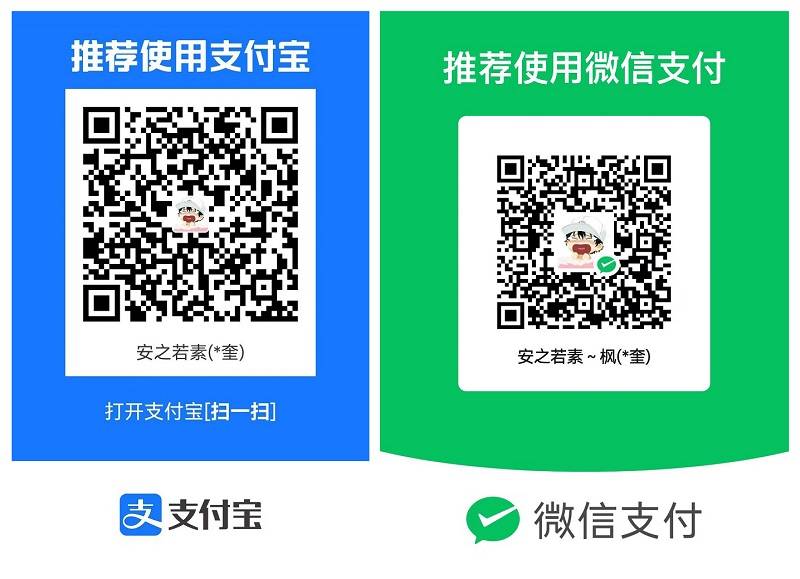 推荐使用支付宝
安之若素(*奎)
打开支付宝[扫一扫]
支付宝
推荐使用微信支付
安之若素～枫(*奎)
微信支付